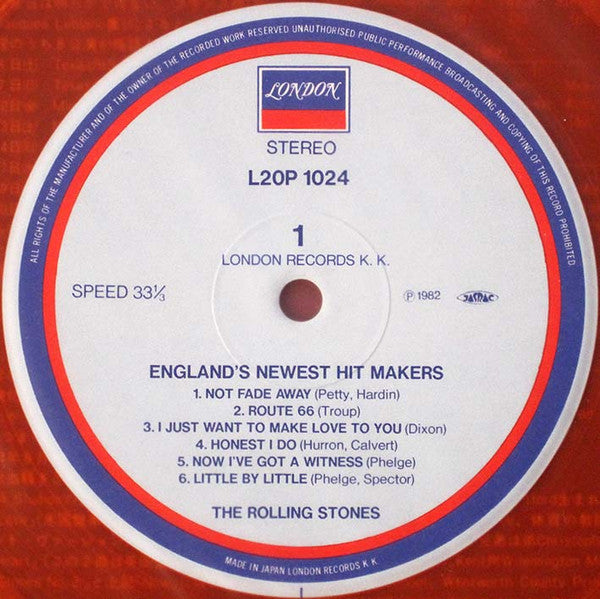 ALL RIGHTS OF THE MANUFACTURER AND OF THE OWNER OF THE RECORDED WORK RESERVED UNAUTHORISED PUBLIC PERFORMANCE BROADCASTING AND COPYING OF THIS RECORD PROHIBITED
LONDON
STEREO
L20P 1024
1
LONDON RECORDS K. K.
SPEED 33⅓
℗ 1982 JASRAC
ENGLAND'S NEWEST HIT MAKERS
1. NOT FADE AWAY (Petty, Hardin)
2. ROUTE 66 (Troup)
3. I JUST WANT TO MAKE LOVE TO YOU (Dixon)
4. HONEST I DO (Hurron, Calvert)
5. NOW I'VE GOT A WITNESS (Phelge)
6. LITTLE BY LITTLE (Phelge, Spector)
THE ROLLING STONES
MADE IN JAPAN LONDON RECORDS K. K.